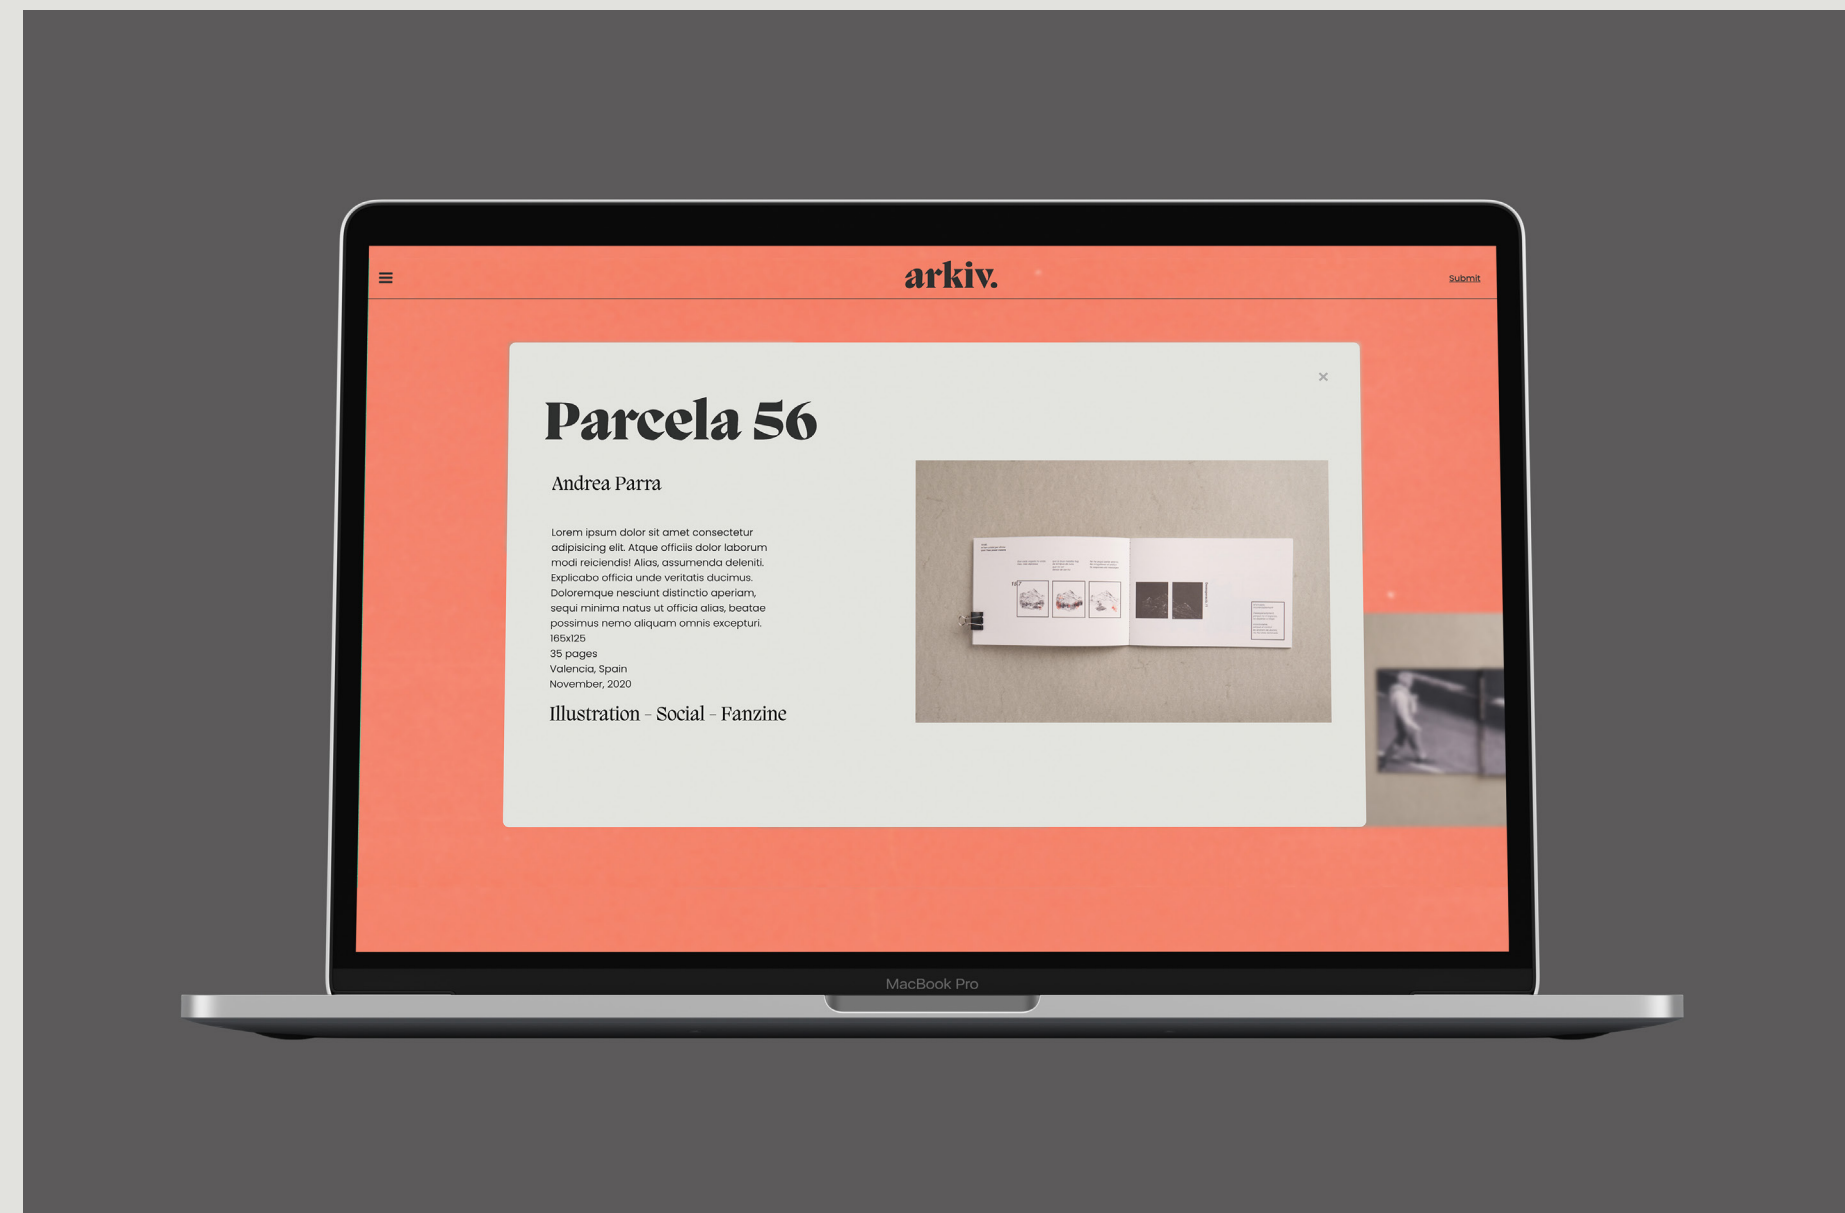 arkiv.
Submit
Parcela 56
Andrea Parra
Lorem ipsum dolor sit amet consectetur
adipisicing elit. Atque officiis dolor laborum
modi reiciendis! Alias, assumenda deleniti.
Explicabo officia unde veritatis ducimus.
Doloremque nesciunt distinctio aperiam,
sequi minima natus ut officia alias, beatae
possimus nemo aliquam omnis excepturi.
165x125
35 pages
Valencia, Spain
November, 2020
Illustration - Social - Fanzine
MacBook Pro